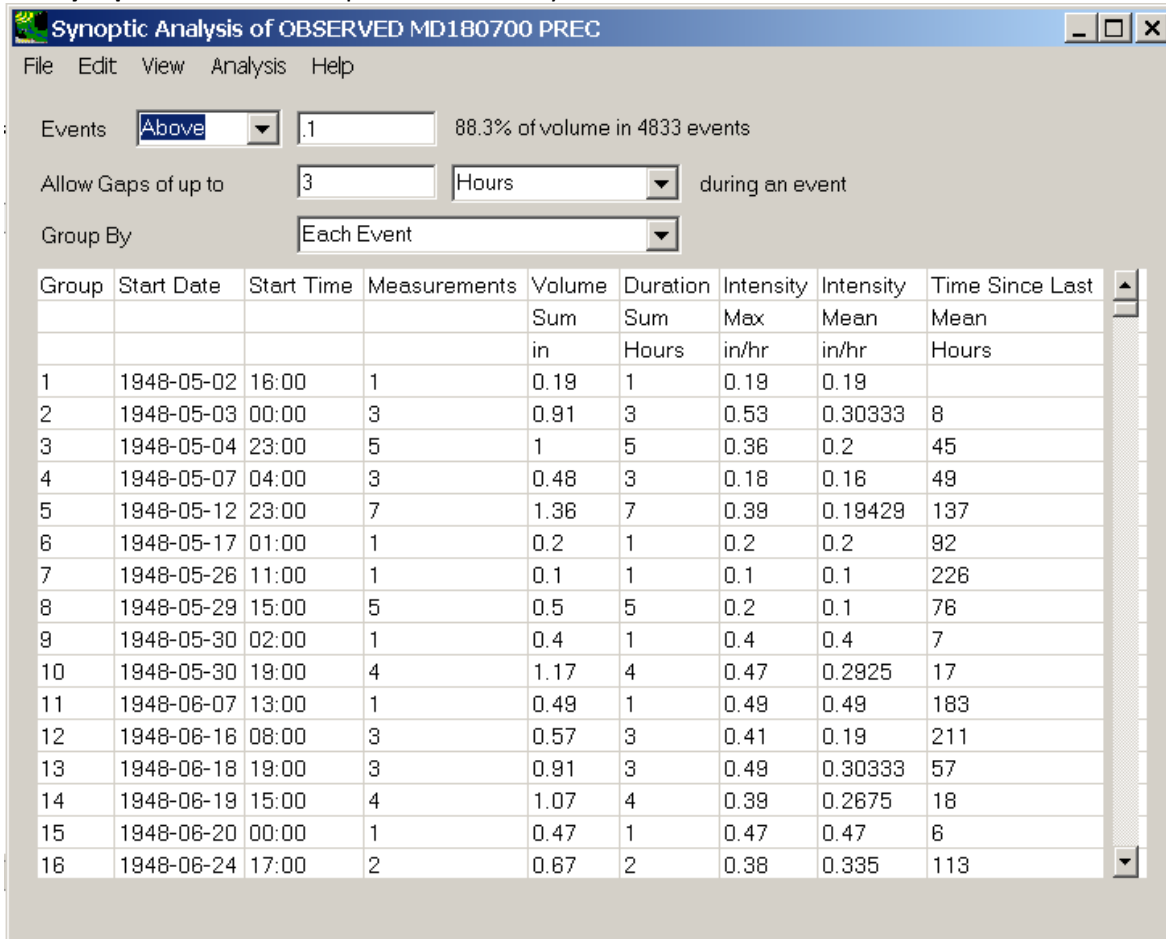 Synoptic Analysis of OBSERVED MD180700 PREC
File Edit View Analysis Help
Events Above .1 88.3% of volume in 4833 events
Allow Gaps of up to 3 Hours during an event
Group By Each Event
Group Start Date Start Time Measurements Volume Duration Intensity Intensity Time Since Last
Sum Sum Max Mean Mean
in Hours in/hr in/hr Hours
1 1948-05-02 16:00 1 0.19 1 0.19 0.19
2 1948-05-03 00:00 3 0.91 3 0.53 0.30333 8
3 1948-05-04 23:00 5 1 5 0.36 0.2 45
4 1948-05-07 04:00 3 0.48 3 0.18 0.16 49
5 1948-05-12 23:00 7 1.36 7 0.39 0.19429 137
6 1948-05-17 01:00 1 0.2 1 0.2 0.2 92
7 1948-05-26 11:00 1 0.1 1 0.1 0.1 226
8 1948-05-29 15:00 5 0.5 5 0.2 0.1 76
9 1948-05-30 02:00 1 0.4 1 0.4 0.4 7
10 1948-05-30 19:00 4 1.17 4 0.47 0.2925 17
11 1948-06-07 13:00 1 0.49 1 0.49 0.49 183
12 1948-06-16 08:00 3 0.57 3 0.41 0.19 211
13 1948-06-18 19:00 3 0.91 3 0.49 0.30333 57
14 1948-06-19 15:00 4 1.07 4 0.39 0.2675 18
15 1948-06-20 00:00 1 0.47 1 0.47 0.47 6
16 1948-06-24 17:00 2 0.67 2 0.38 0.335 113